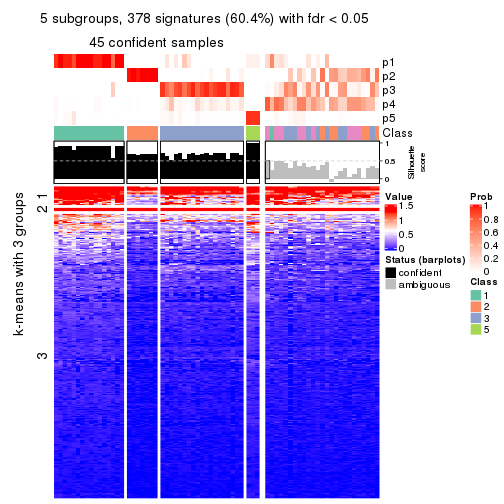 5 subgroups, 378 signatures (60.4%) with fdr < 0.05
45 confident samples
p1
p2
p3
p4
p5
Class
1
0.5
0
Silhouette
score
k-means with 3 groups
1
2
3
Value
1.5
1
0.5
0
Status (barplots)
confident
ambiguous
Prob
1
0.8
0.6
0.4
0.2
0
Class
1
2
3
5